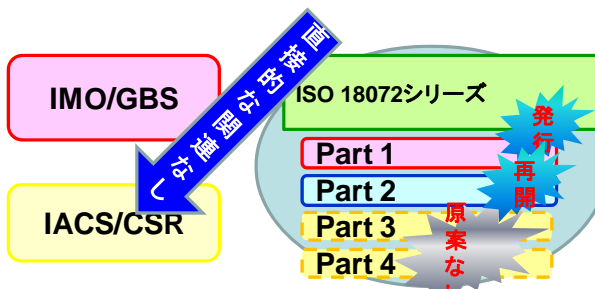 IMO/GBS
IACS/CSR
直接的な関連なし
ISO 18072シリーズ
Part 1
Part 2
Part 3
Part 4
発行
再開
原案なし